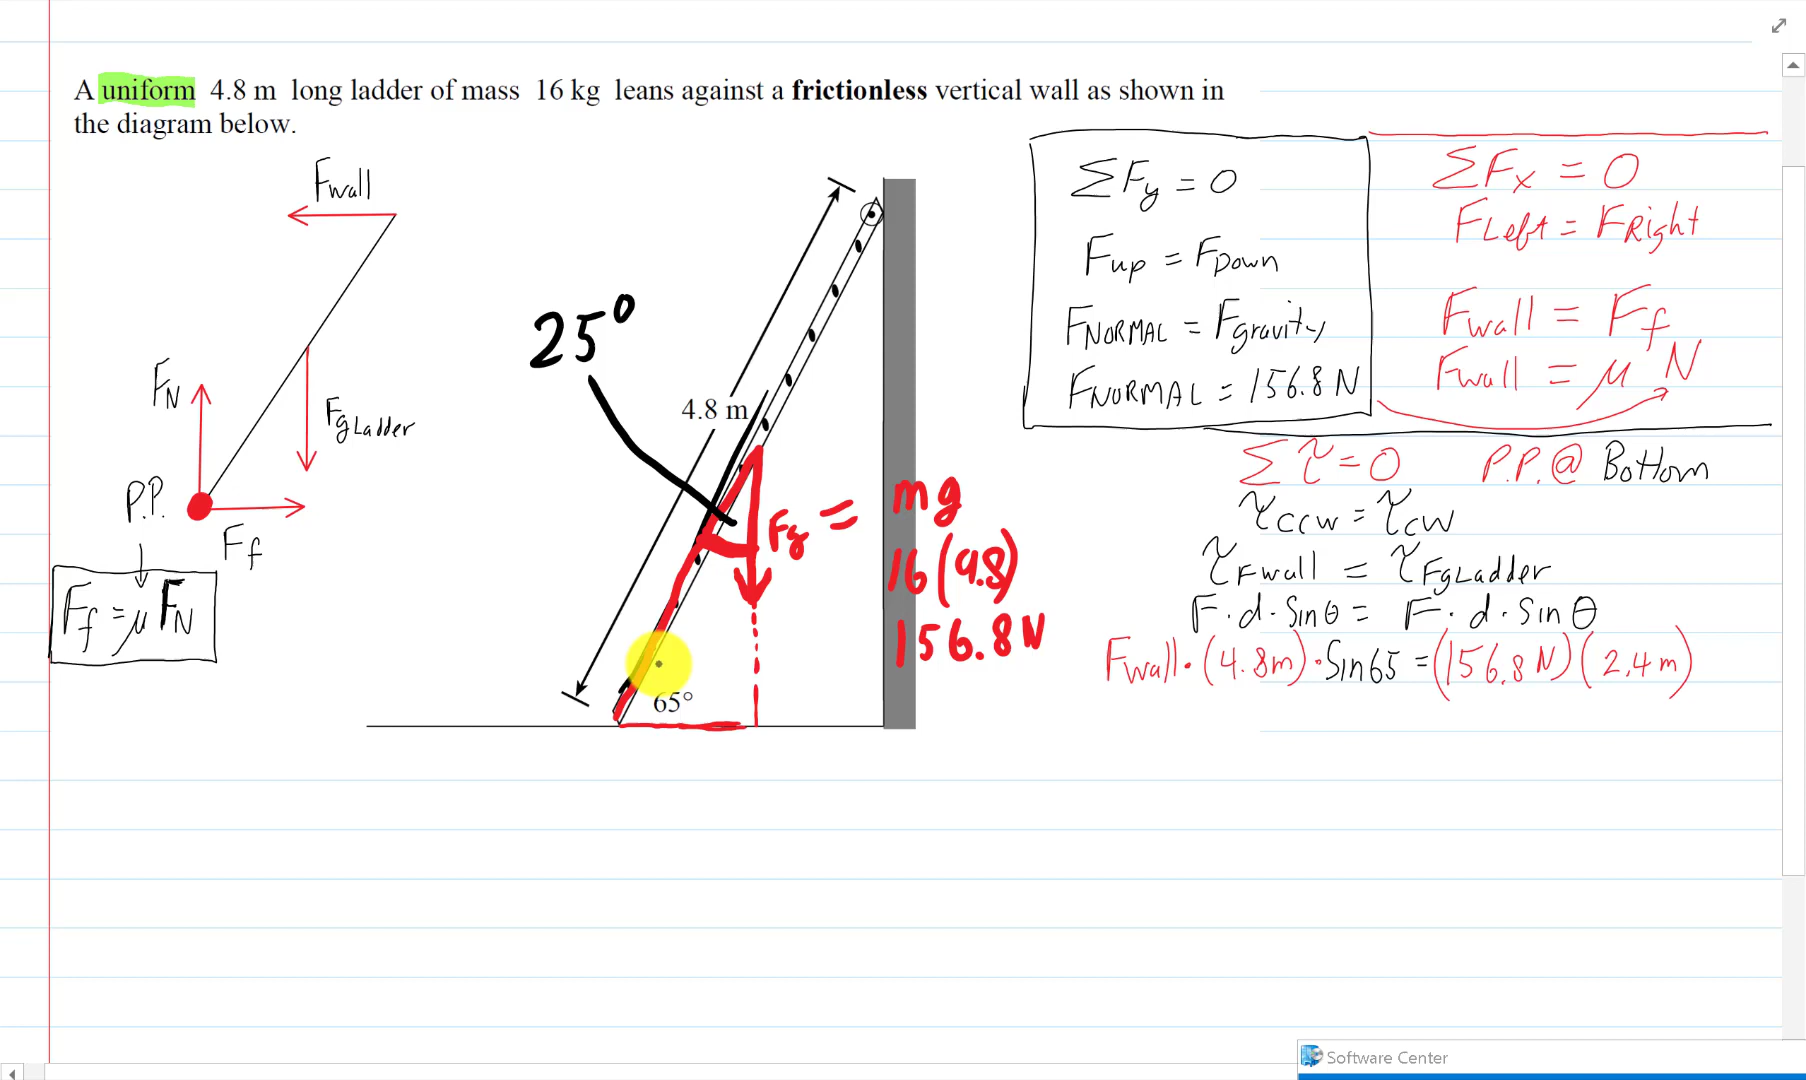 A uniform 4.8 m long ladder of mass 16 kg leans against a frictionless vertical wall as shown in
the diagram below.
Fwall
FN
FgLadder
P.P.
Ff
Ff = μ FN
25°
4.8 m
65°
Fg = mg
16(9.8)
156.8 N
ΣFy = 0
Fup = FDown
FNORMAL = Fgravity
FNORMAL = 156.8 N
ΣFx = 0
FLeft = FRight
Fwall = Ff
Fwall = μ N
Στ = 0 P.P. @ Bottom
τccw = τcw
τFwall = τFgLadder
F · d · Sin θ = F · d · Sin θ
Fwall · (4.8m) · Sin65 = (156.8 N)(2.4 m)
Software Center